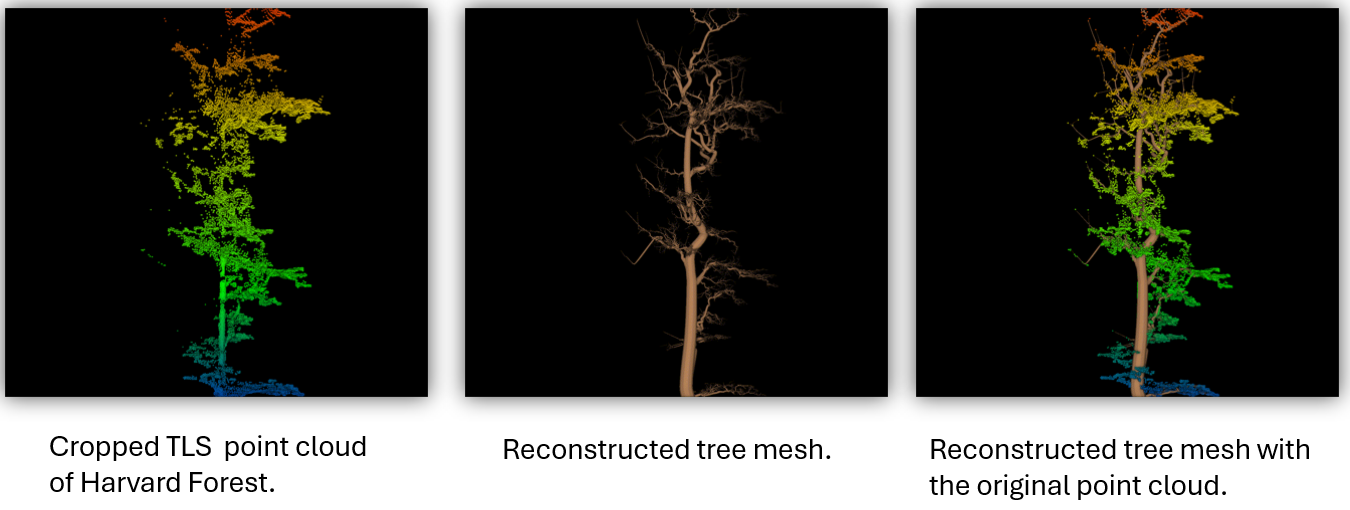 Cropped TLS point cloud
of Harvard Forest.
Reconstructed tree mesh.
Reconstructed tree mesh with
the original point cloud.